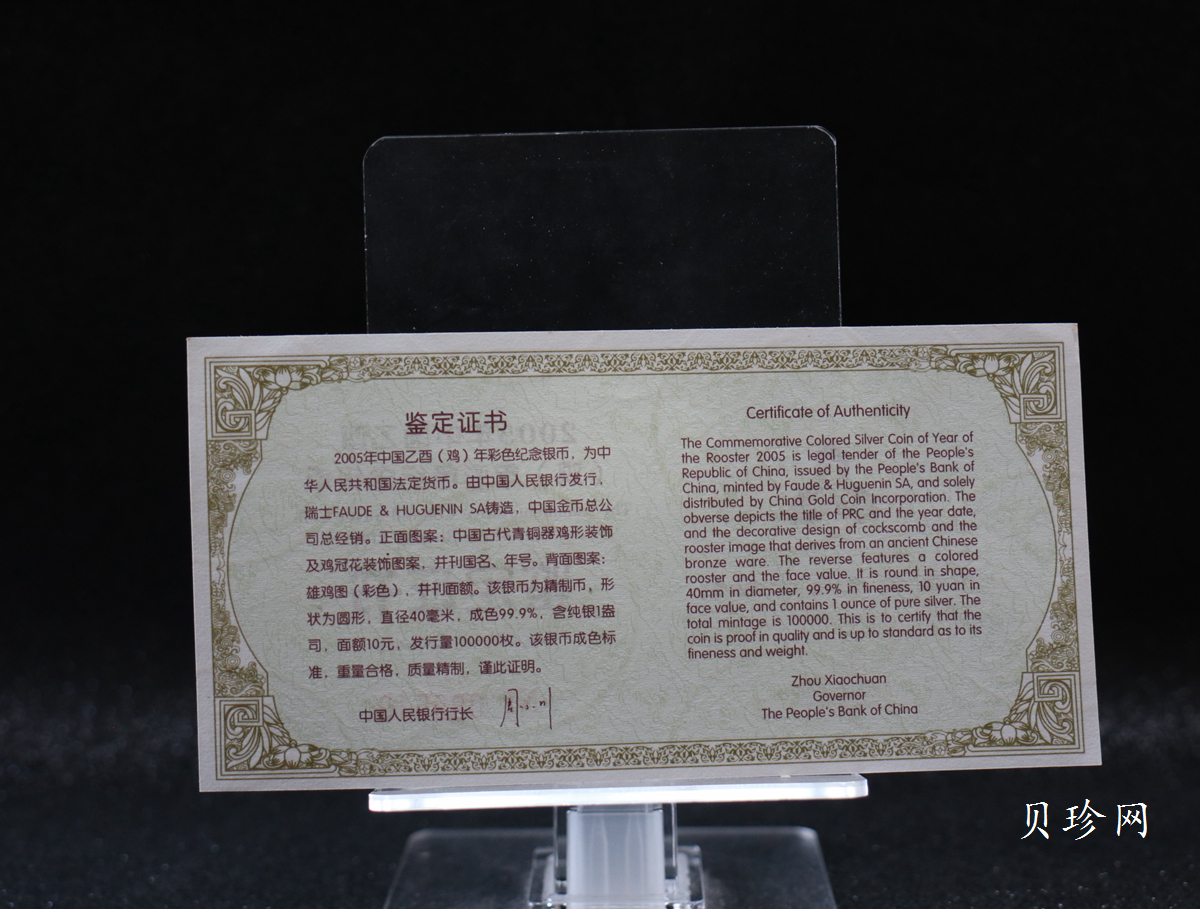 鉴定证书
2005年中国乙酉（鸡）年彩色纪念银币，为中
华人民共和国法定货币。由中国人民银行发行，
瑞士FAUDE & HUGUENIN SA铸造，中国金币总公
司总经销。正面图案：中国古代青铜器鸡形装饰
及鸡冠花装饰图案，并刊国名、年号。背面图案：
雄鸡图（彩色），并刊面额。该银币为精制币，形
状为圆形，直径40毫米，成色99.9%，含纯银1盎
司，面额10元，发行量100000枚。该银币成色标
准，重量合格，质量精制，谨此证明。
中国人民银行行长
Certificate of Authenticity
The Commemorative Colored Silver Coin of Year of
the Rooster 2005 is legal tender of the People's
Republic of China, issued by the People's Bank of
China, minted by Faude & Huguenin SA, and solely
distributed by China Gold Coin Incorporation. The
obverse depicts the title of PRC and the year date,
and the decorative design of cockscomb and the
rooster image that derives from an ancient Chinese
bronze ware. The reverse features a colored
rooster and the face value. It is round in shape,
40mm in diameter, 99.9% in fineness, 10 yuan in
face value, and contains 1 ounce of pure silver. The
total mintage is 100000. This is to certify that the
coin is proof in quality and is up to standard as to its
fineness and weight.
Zhou Xiaochuan
Governor
The People's Bank of China
贝珍网